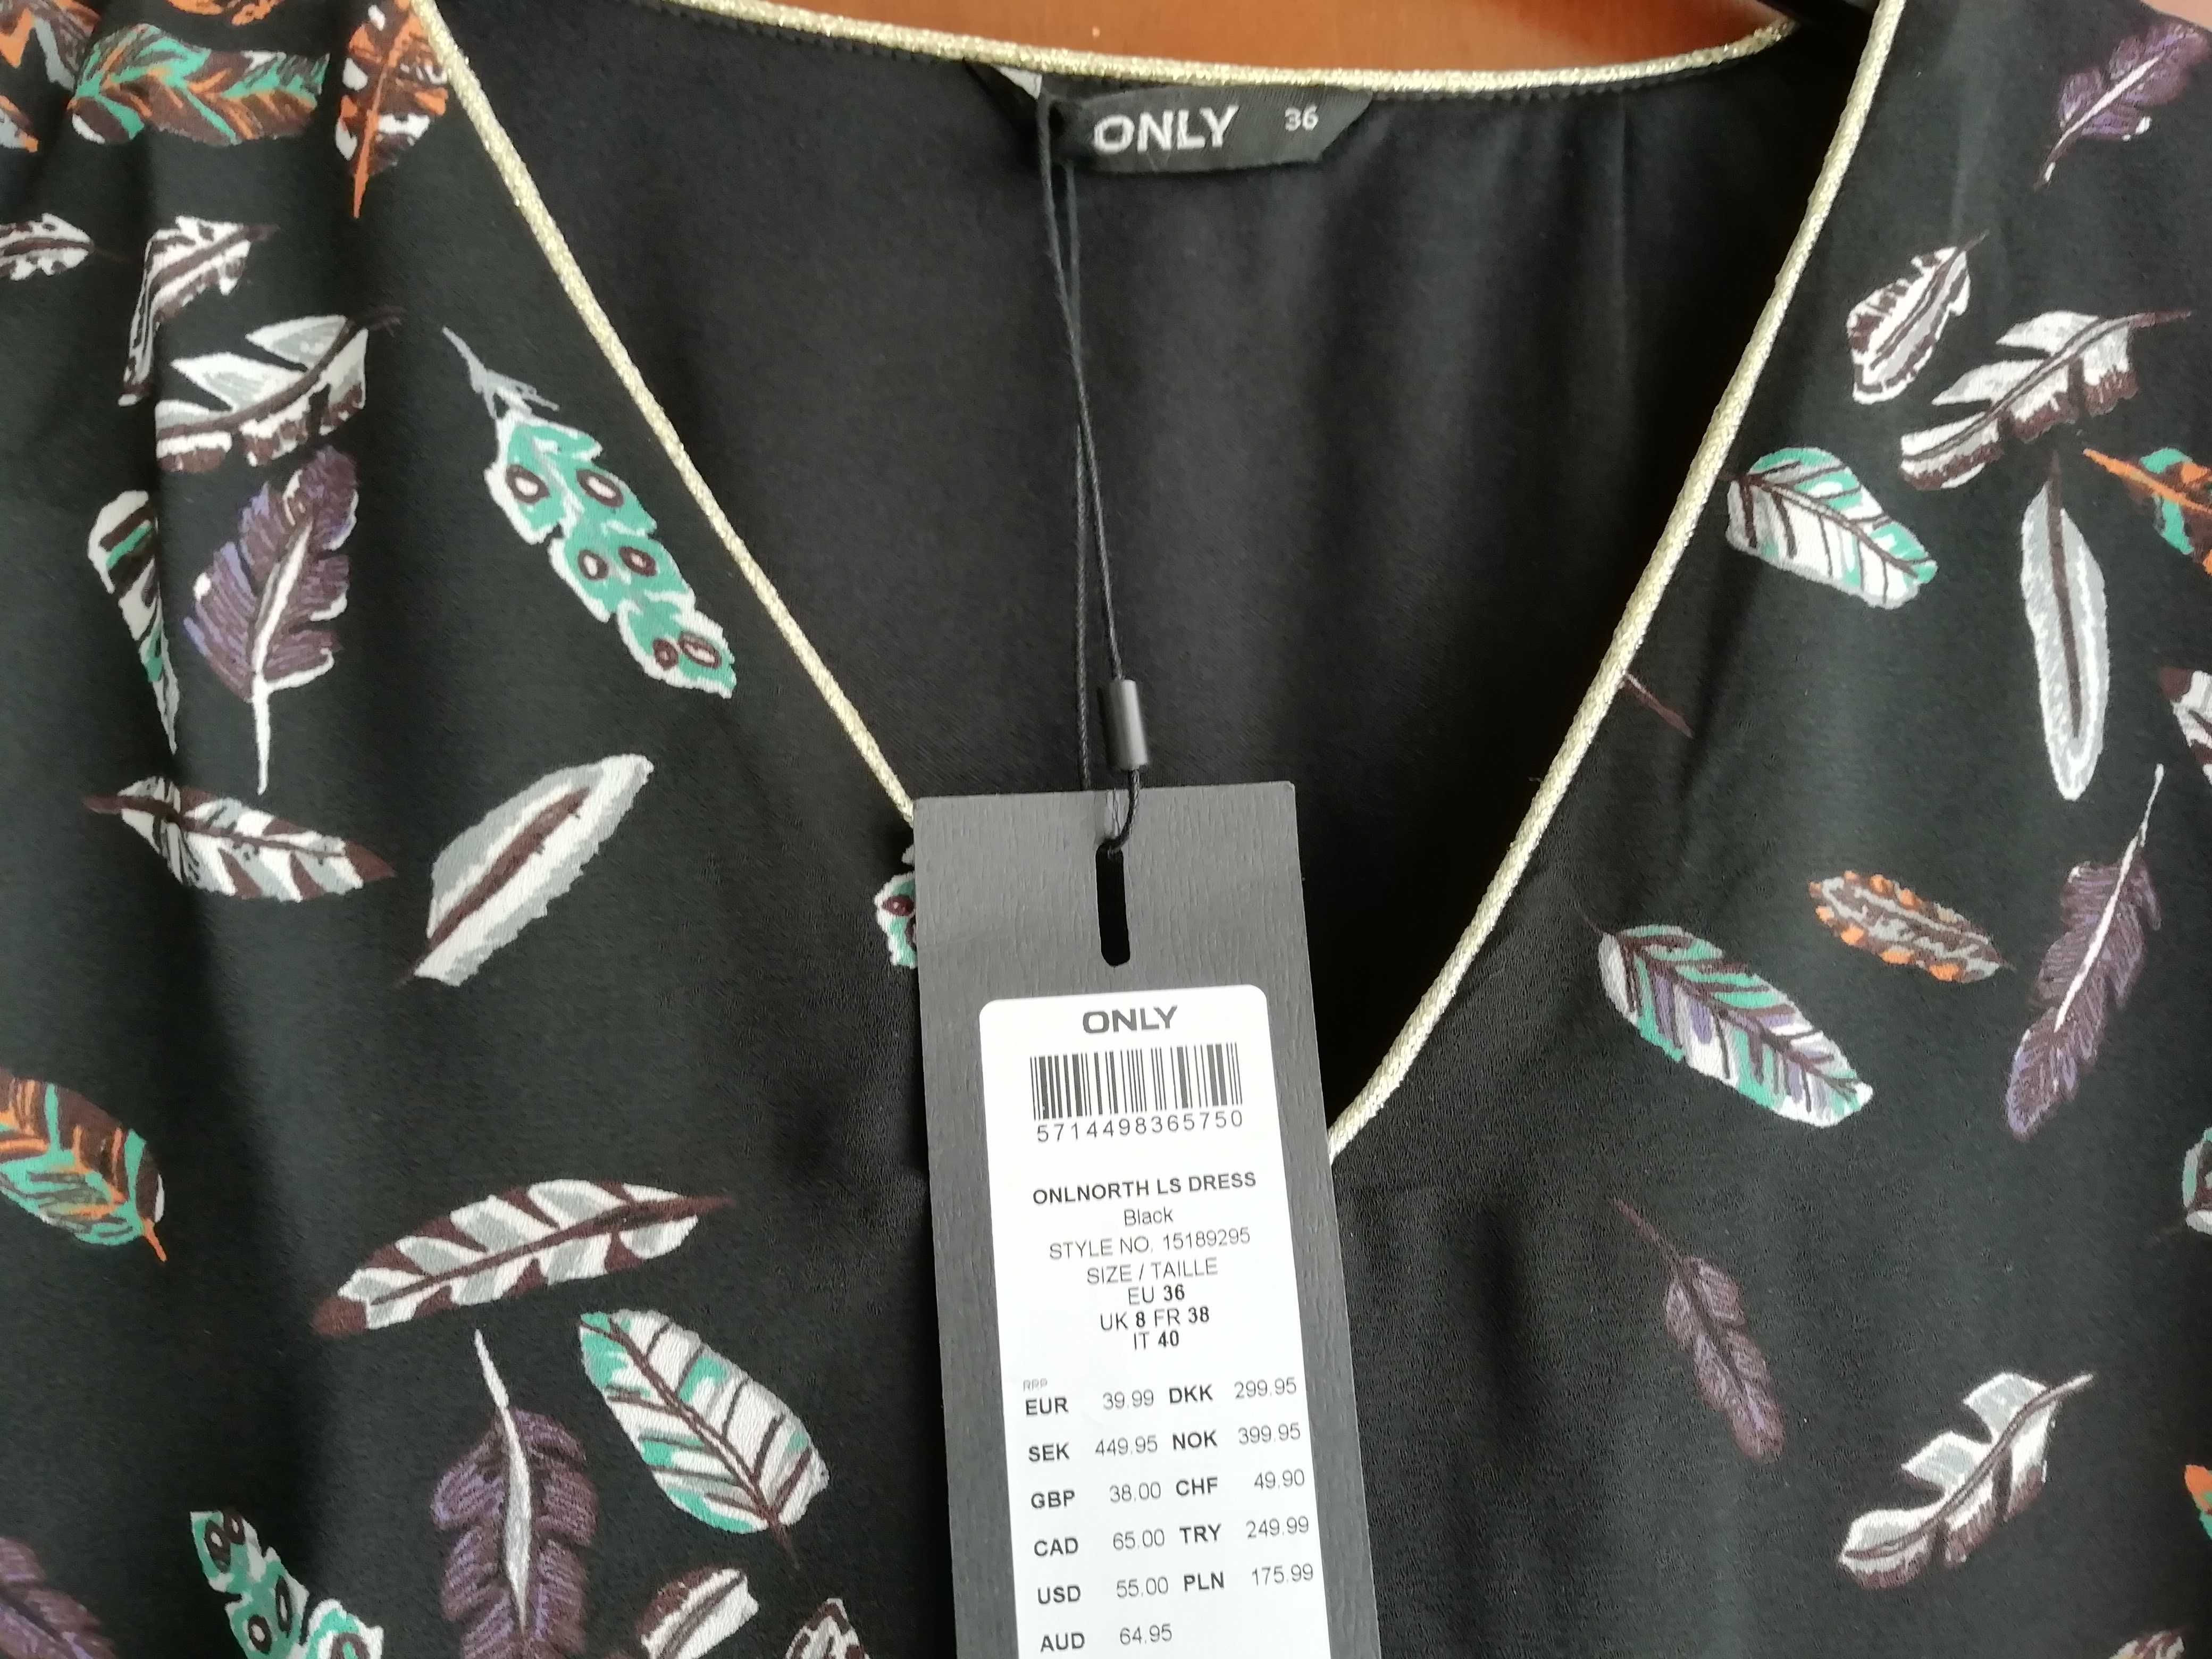 ONLY 36
ONLY
5714498365750
ONLNORTH LS DRESS
Black
STYLE NO. 15189295
SIZE / TAILLE
EU 36
UK 8 FR 38
IT 40
RRP
EUR 39.99 DKK 299.95
SEK 449.95 NOK 399.95
GBP 38.00 CHF 49.90
CAD 65.00 TRY 249.99
USD 55.00 PLN 175.99
AUD 64.95